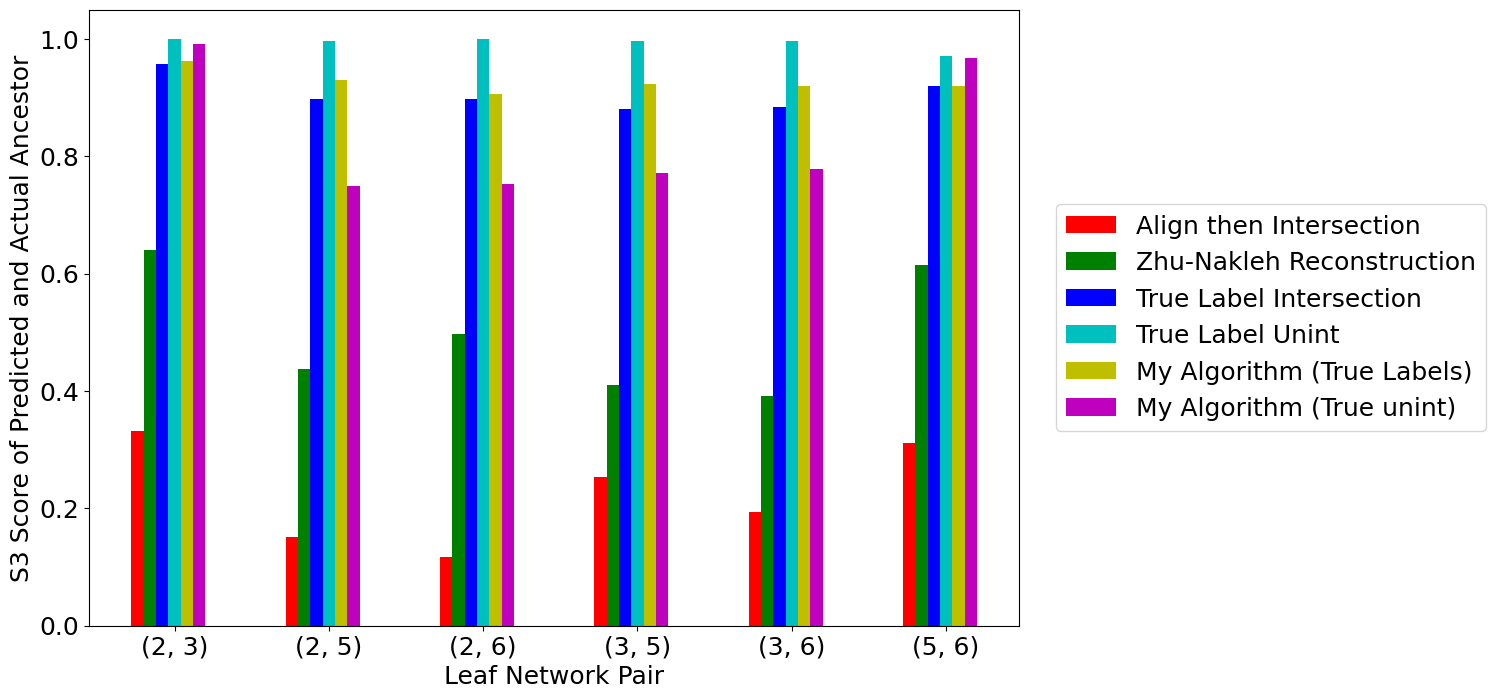 S3 Score of Predicted and Actual Ancestor
1.0
0.8
0.6
0.4
0.2
0.0
(2, 3)
(2, 5)
(2, 6)
(3, 5)
(3, 6)
(5, 6)
Leaf Network Pair
Align then Intersection
Zhu-Nakleh Reconstruction
True Label Intersection
True Label Unint
My Algorithm (True Labels)
My Algorithm (True unint)